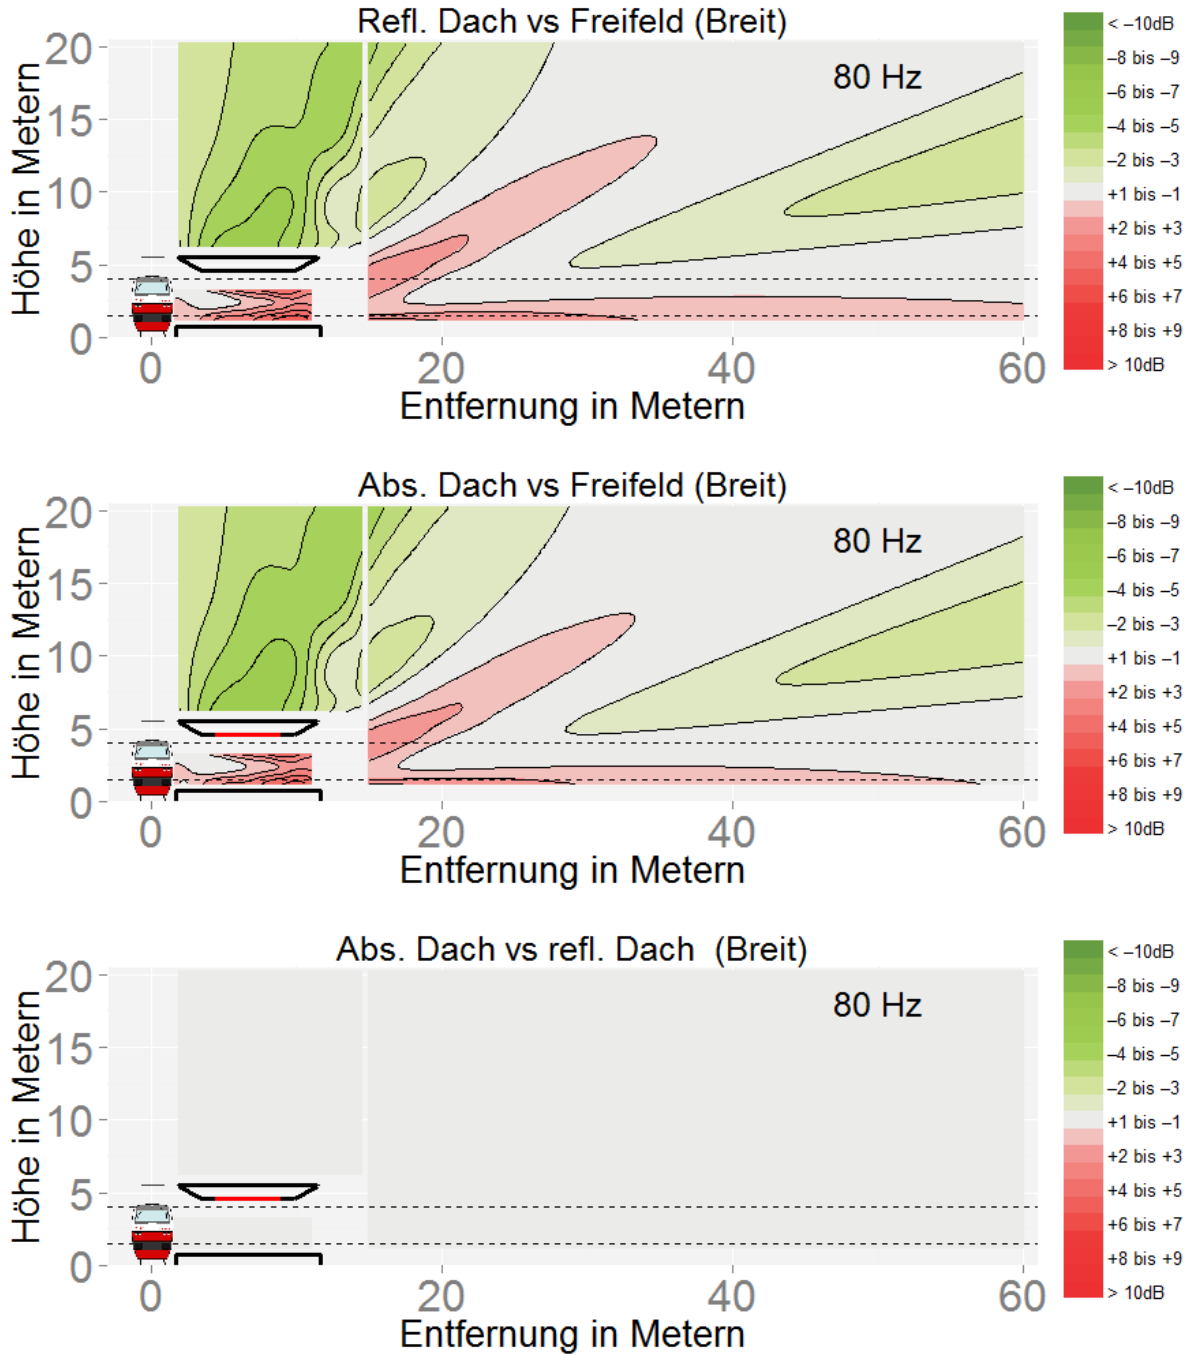 Refl. Dach vs Freifeld (Breit)
80 Hz
Höhe in Metern
20
15
10
5
0
0
20
40
60
Entfernung in Metern
< –10dB
–8 bis –9
–6 bis –7
–4 bis –5
–2 bis –3
+1 bis –1
+2 bis +3
+4 bis +5
+6 bis +7
+8 bis +9
> 10dB
Abs. Dach vs Freifeld (Breit)
80 Hz
Höhe in Metern
20
15
10
5
0
0
20
40
60
Entfernung in Metern
< –10dB
–8 bis –9
–6 bis –7
–4 bis –5
–2 bis –3
+1 bis –1
+2 bis +3
+4 bis +5
+6 bis +7
+8 bis +9
> 10dB
Abs. Dach vs refl. Dach (Breit)
80 Hz
Höhe in Metern
20
15
10
5
0
0
20
40
60
Entfernung in Metern
< –10dB
–8 bis –9
–6 bis –7
–4 bis –5
–2 bis –3
+1 bis –1
+2 bis +3
+4 bis +5
+6 bis +7
+8 bis +9
> 10dB